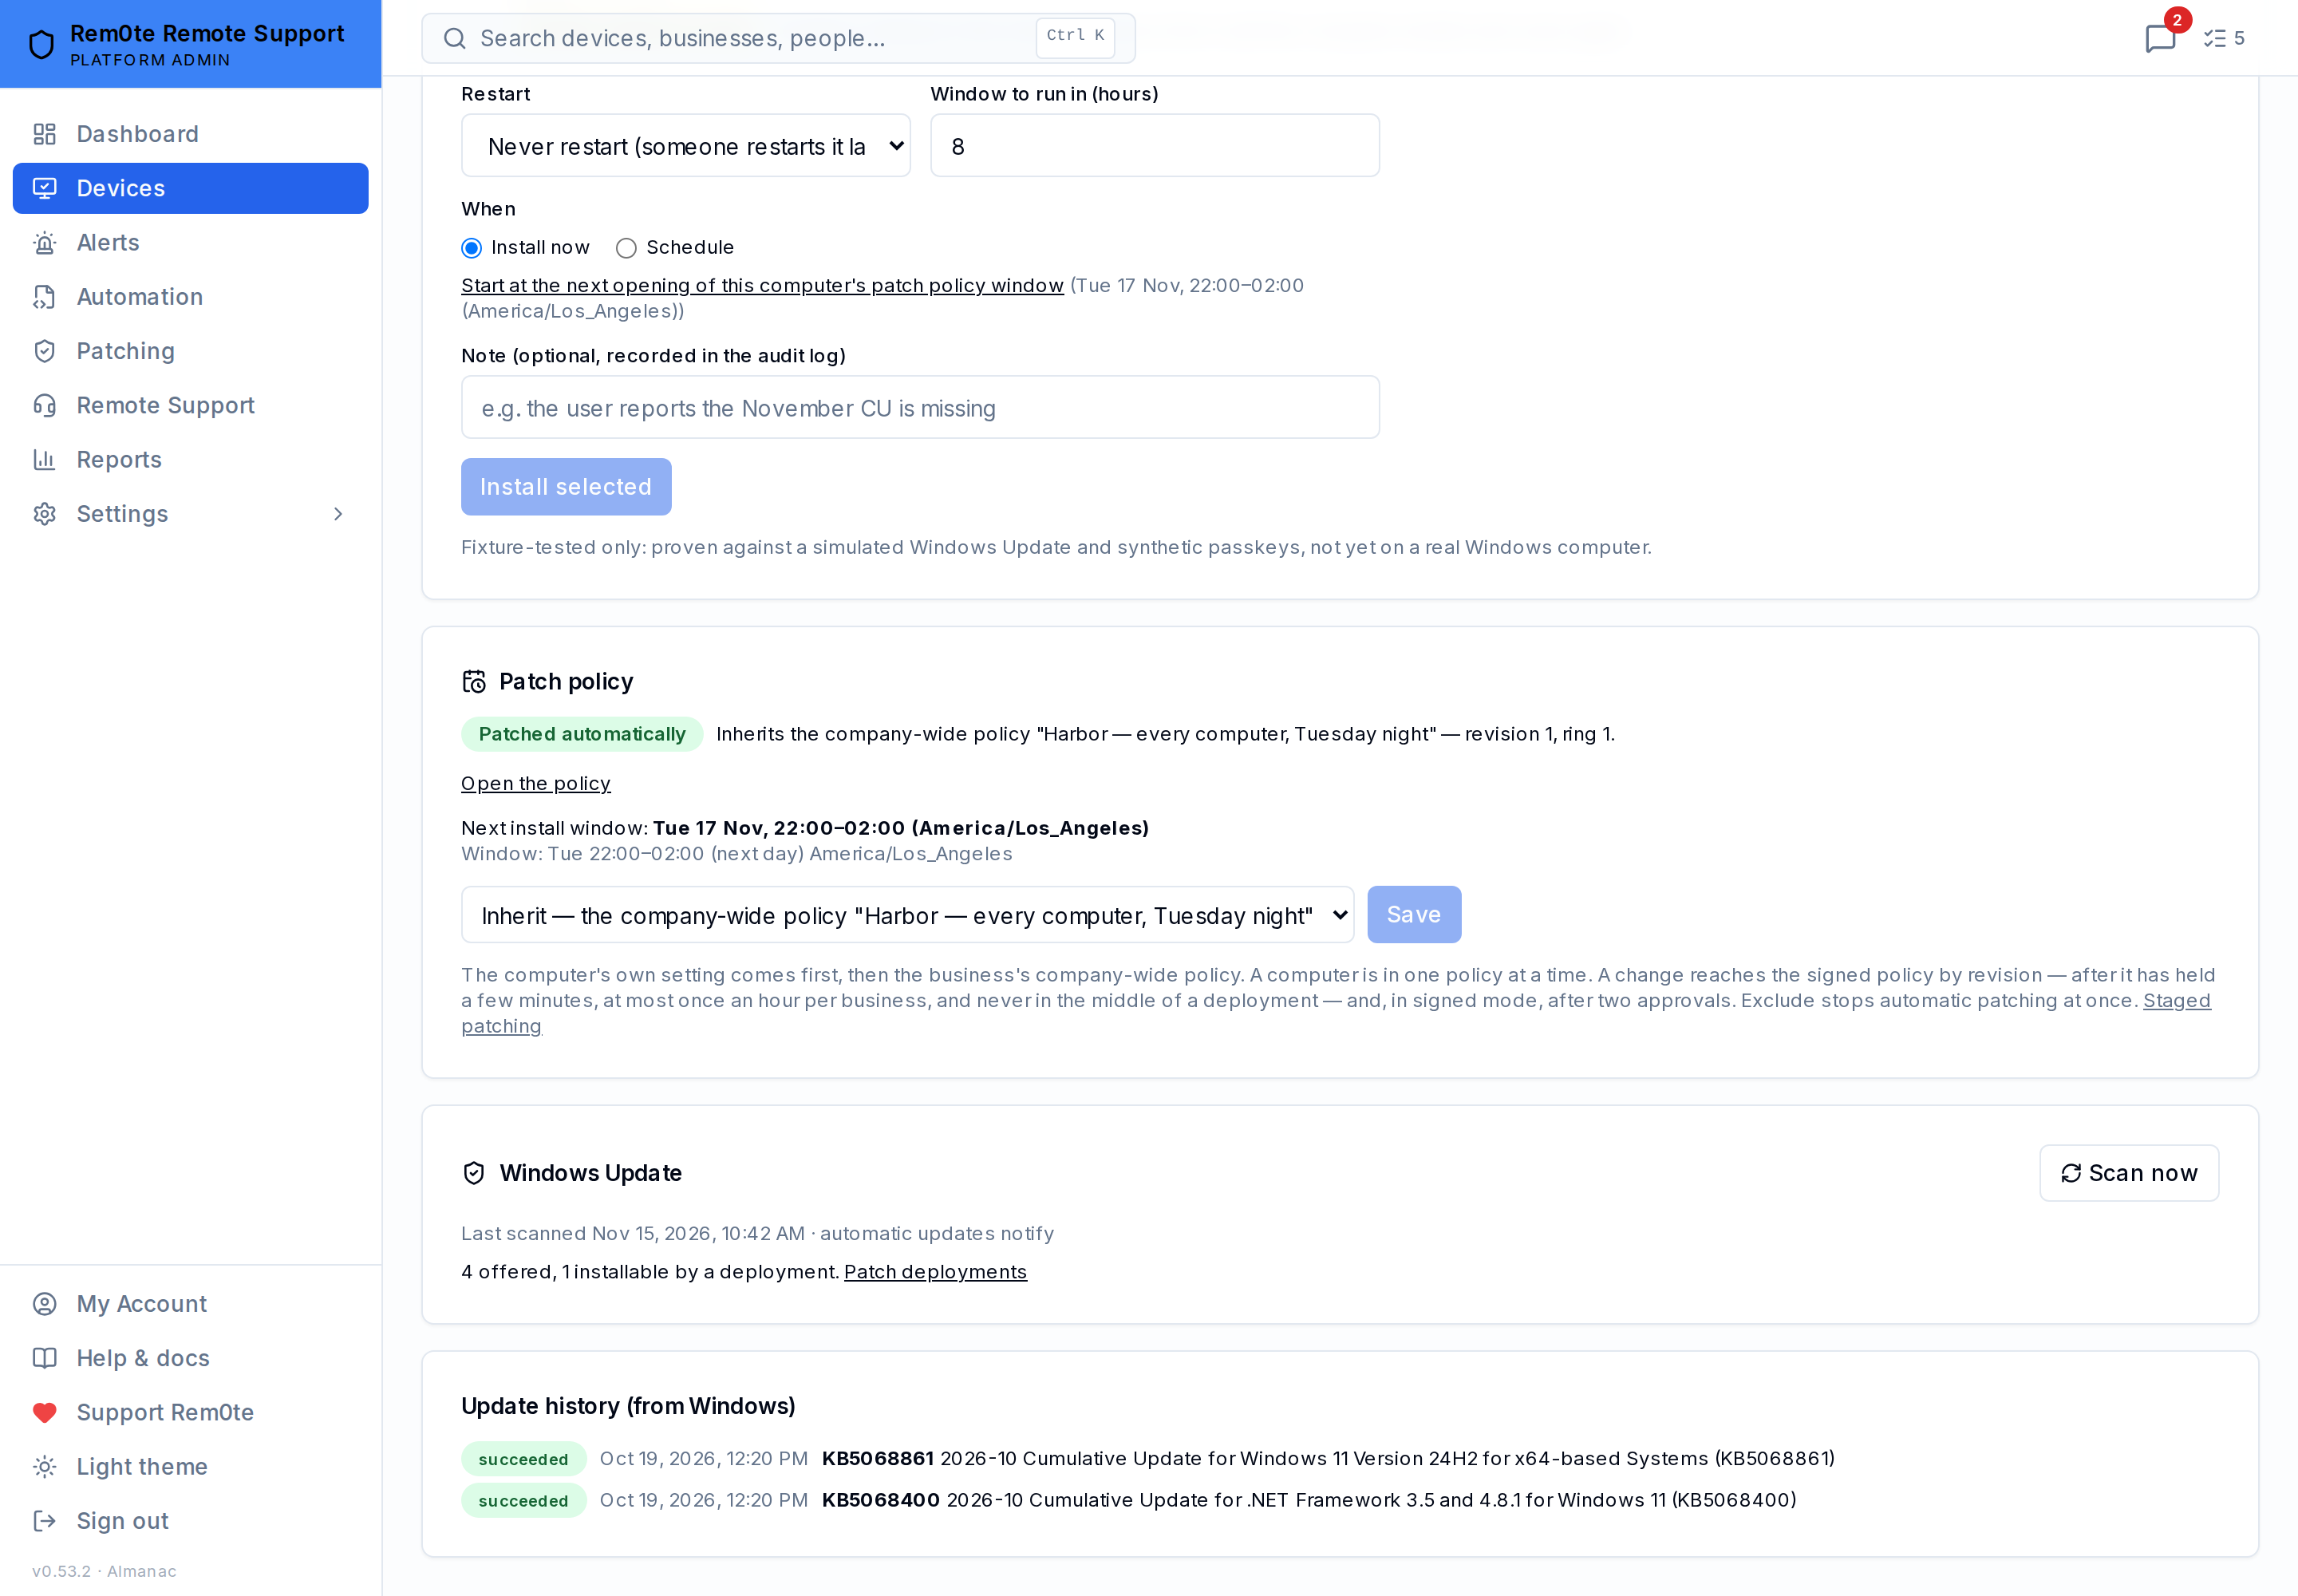 Rem0te Remote Support
PLATFORM ADMIN
Search devices, businesses, people...
Ctrl K
2
5
Dashboard
Devices
Alerts
Automation
Patching
Remote Support
Reports
Settings
Restart
Window to run in (hours)
Never restart (someone restarts it la
8
When
Install now
Schedule
Start at the next opening of this computer's patch policy window (Tue 17 Nov, 22:00–02:00
(America/Los_Angeles))
Note (optional, recorded in the audit log)
e.g. the user reports the November CU is missing
Install selected
Fixture-tested only: proven against a simulated Windows Update and synthetic passkeys, not yet on a real Windows computer.
Patch policy
Patched automatically
Inherits the company-wide policy "Harbor — every computer, Tuesday night" — revision 1, ring 1.
Open the policy
Next install window: Tue 17 Nov, 22:00–02:00 (America/Los_Angeles)
Window: Tue 22:00–02:00 (next day) America/Los_Angeles
Inherit — the company-wide policy "Harbor — every computer, Tuesday night"
Save
The computer's own setting comes first, then the business's company-wide policy. A computer is in one policy at a time. A change reaches the signed policy by revision — after it has held
a few minutes, at most once an hour per business, and never in the middle of a deployment — and, in signed mode, after two approvals. Exclude stops automatic patching at once. Staged
patching
Windows Update
Scan now
Last scanned Nov 15, 2026, 10:42 AM · automatic updates notify
4 offered, 1 installable by a deployment. Patch deployments
Update history (from Windows)
succeeded Oct 19, 2026, 12:20 PM KB5068861 2026-10 Cumulative Update for Windows 11 Version 24H2 for x64-based Systems (KB5068861)
succeeded Oct 19, 2026, 12:20 PM KB5068400 2026-10 Cumulative Update for .NET Framework 3.5 and 4.8.1 for Windows 11 (KB5068400)
My Account
Help & docs
Support Rem0te
Light theme
Sign out
v0.53.2 · Almanac